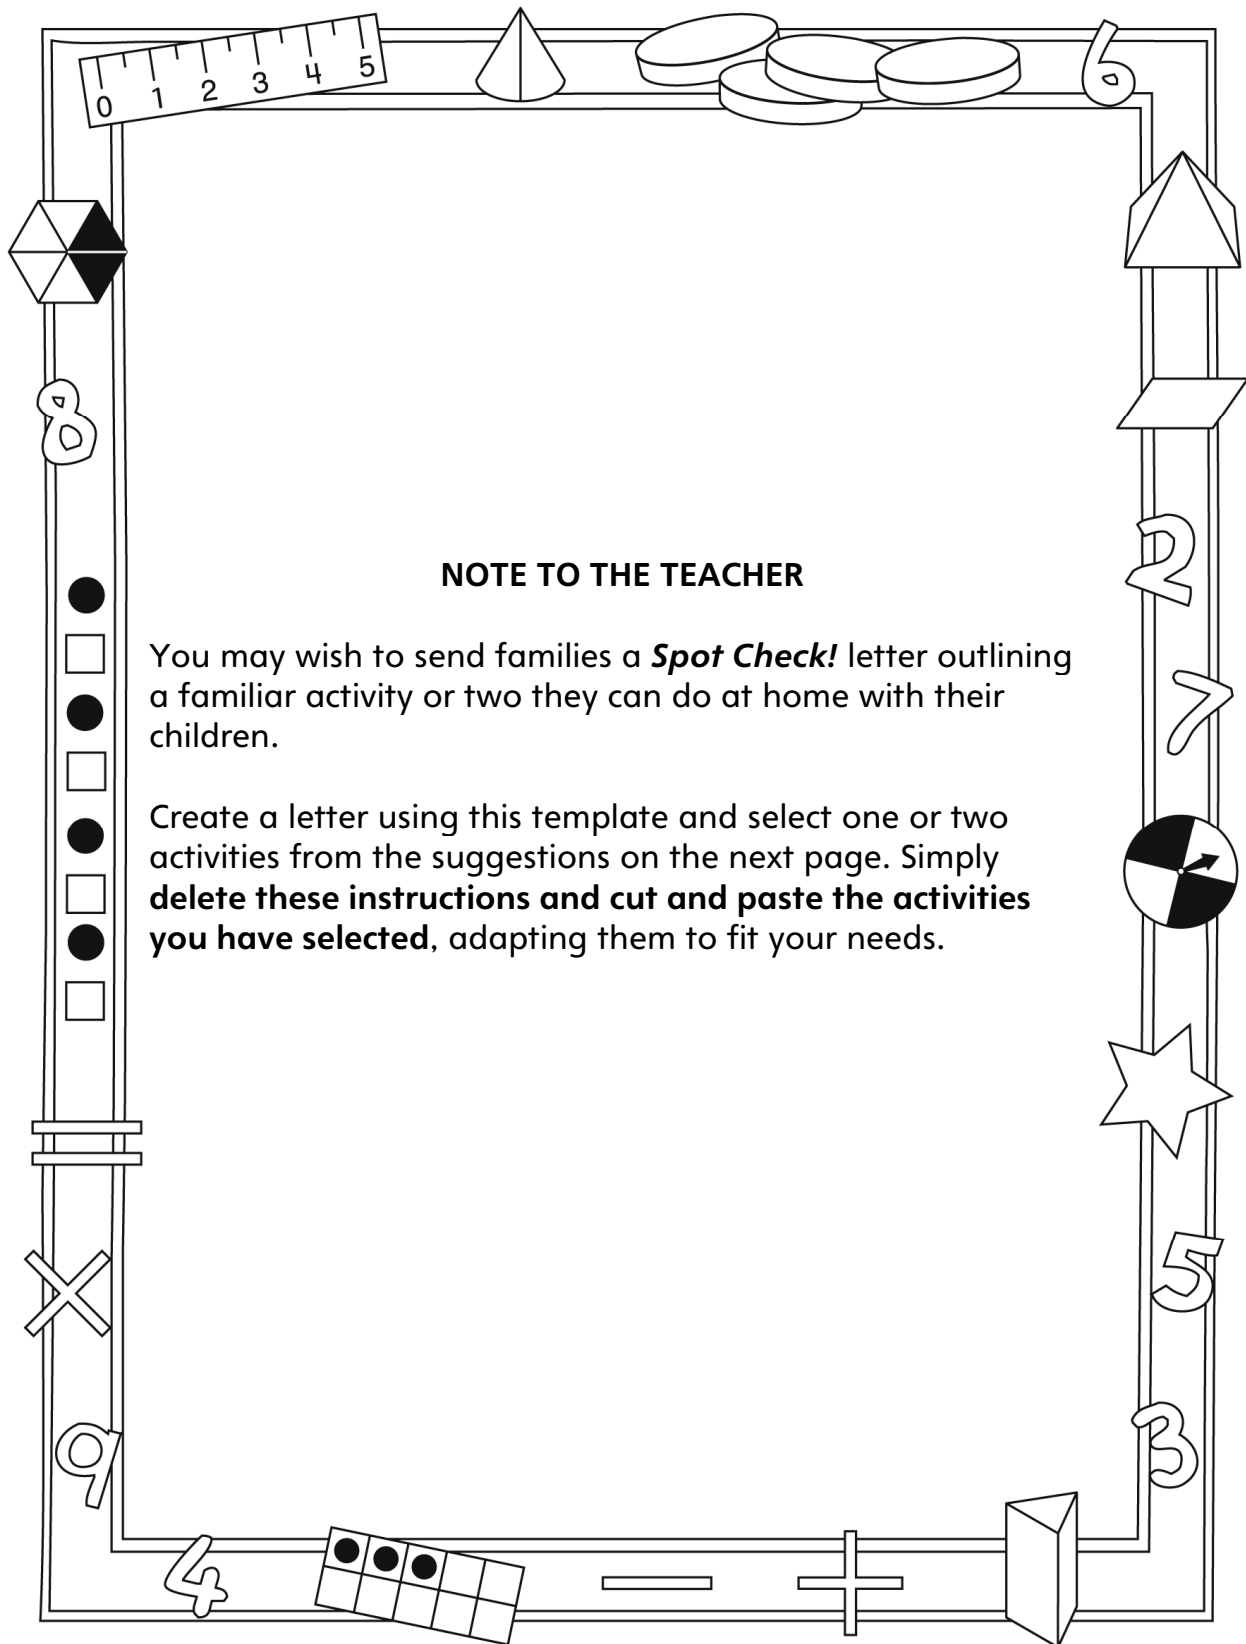 0 1 2 3 4 5
6
8
NOTE TO THE TEACHER
2
You may wish to send families a Spot Check! letter outlining
a familiar activity or two they can do at home with their
children.
7
Create a letter using this template and select one or two
activities from the suggestions on the next page. Simply
delete these instructions and cut and paste the activities
you have selected, adapting them to fit your needs.
=
×
5
9
3
4
− +